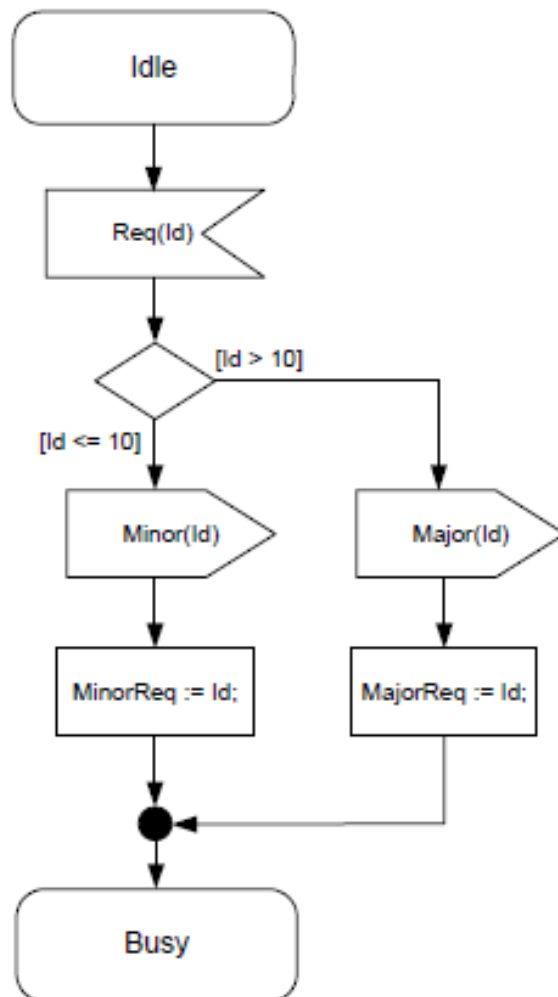 Idle
Req(Id)
[Id > 10]
[Id <= 10]
Minor(Id)
Major(Id)
MinorReq := Id;
MajorReq := Id;
Busy